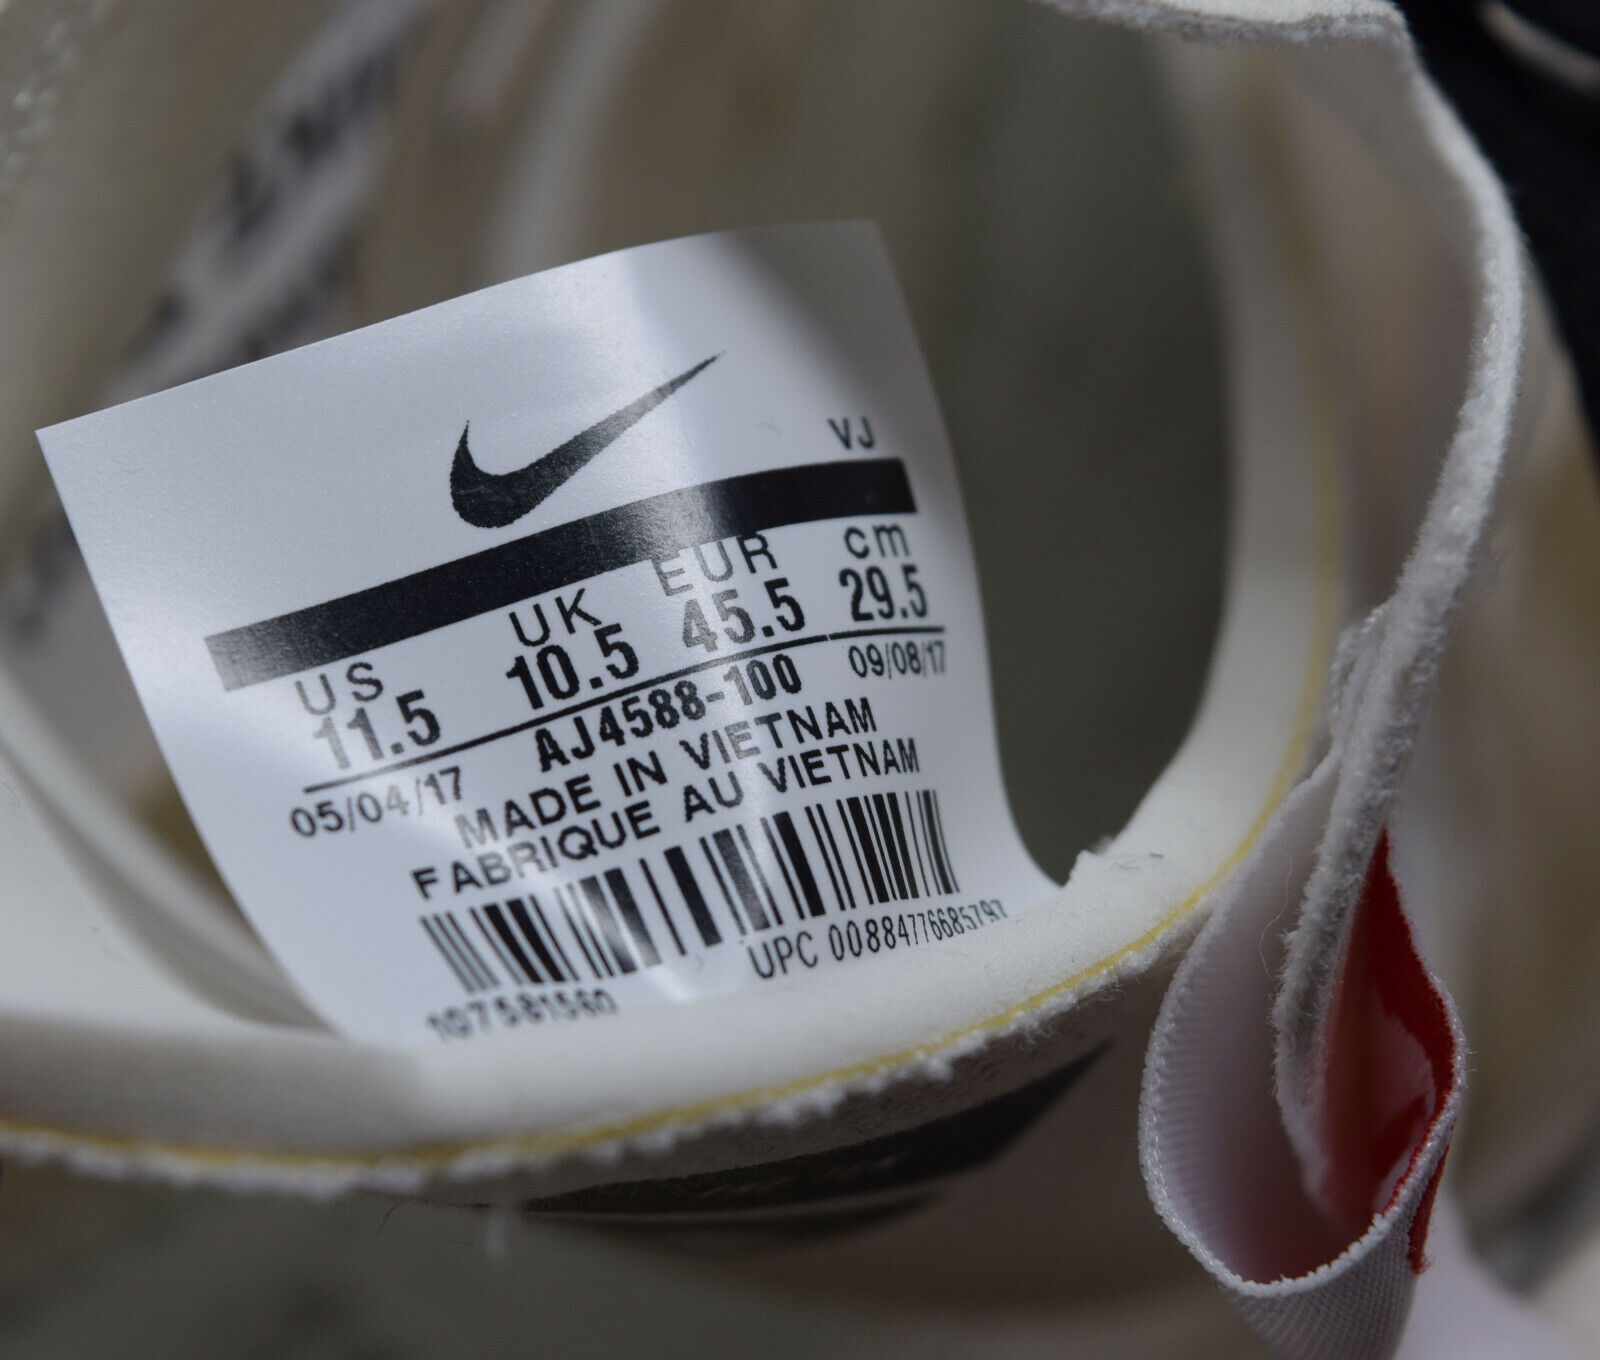 VJ
US UK EUR cm
11.5 10.5 45.5 29.5
05/04/17 AJ4588-100 09/08/17
MADE IN VIETNAM
FABRIQUE AU VIETNAM
UPC 00884776685797
107581560